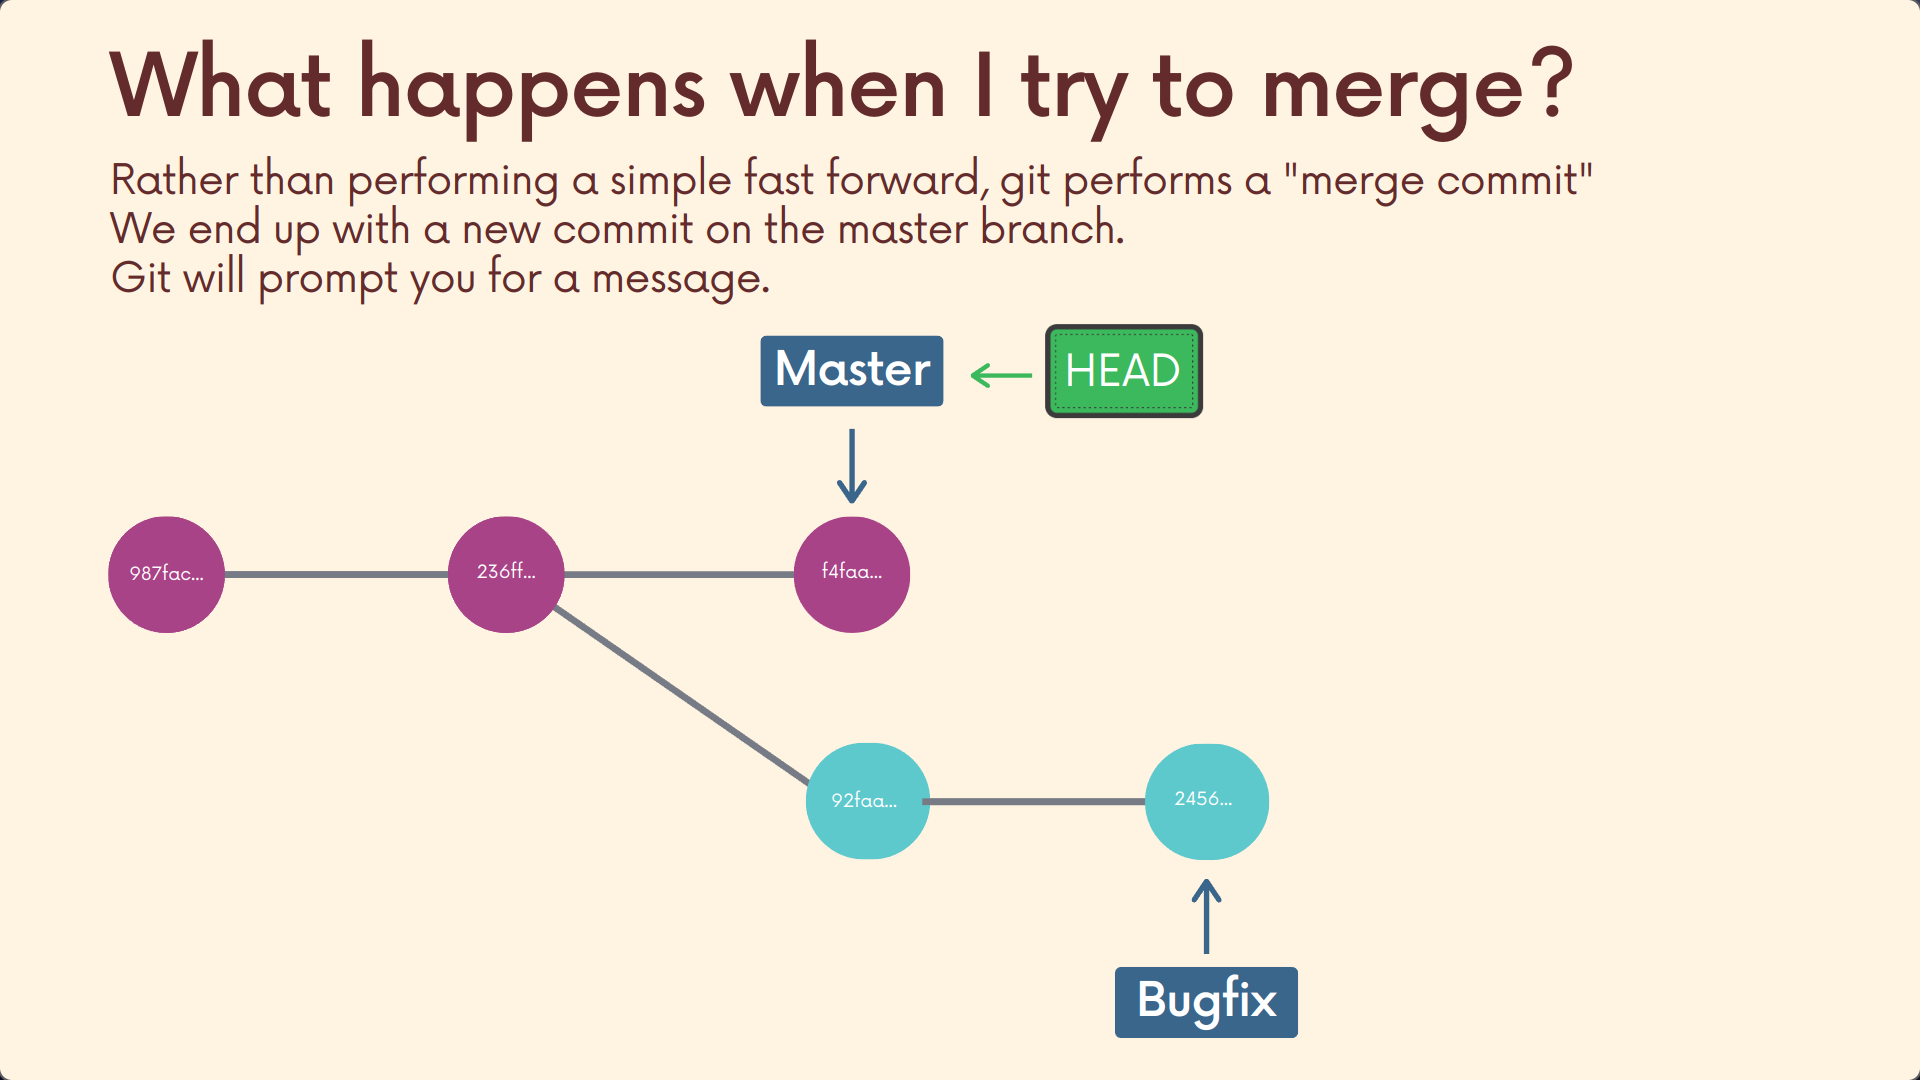 What happens when I try to merge?
Rather than performing a simple fast forward, git performs a "merge commit"
We end up with a new commit on the master branch.
Git will prompt you for a message.
Master
HEAD
987fac...
236ff...
f4faa...
92faa...
2456...
Bugfix